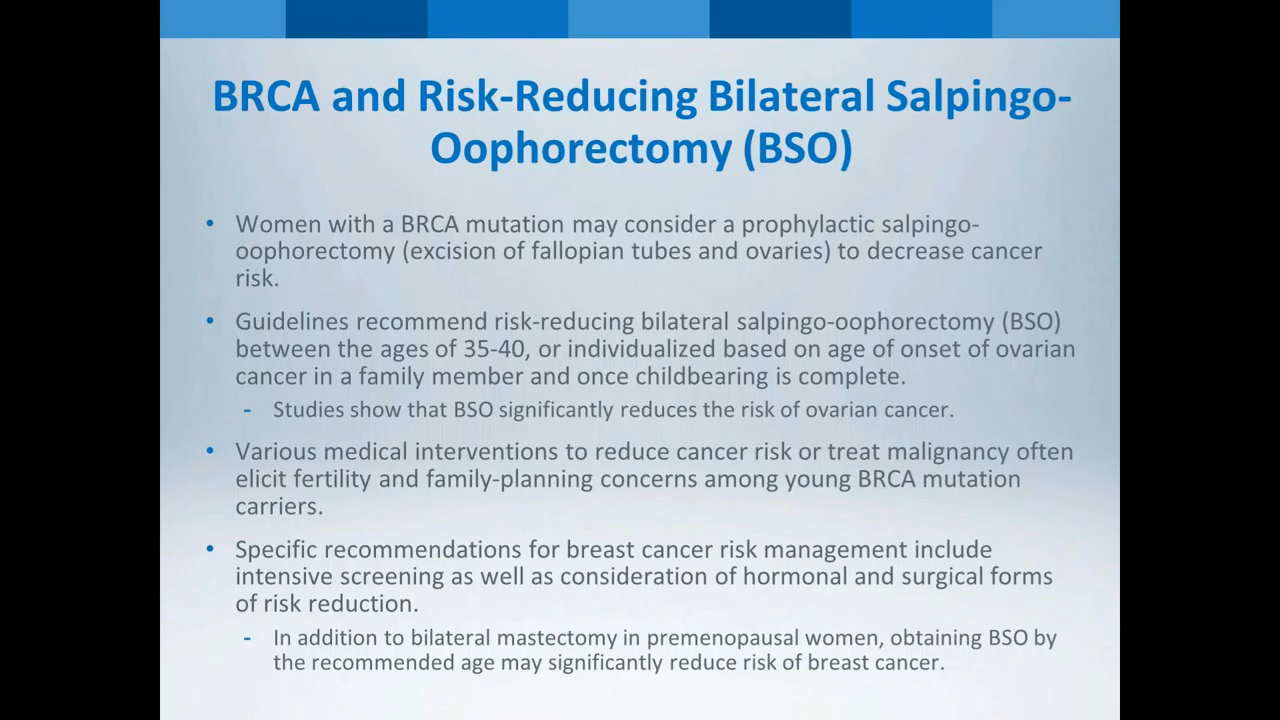 BRCA and Risk-Reducing Bilateral Salpingo-
Oophorectomy (BSO)
• Women with a BRCA mutation may consider a prophylactic salpingo-
oophorectomy (excision of fallopian tubes and ovaries) to decrease cancer
risk.
• Guidelines recommend risk-reducing bilateral salpingo-oophorectomy (BSO)
between the ages of 35-40, or individualized based on age of onset of ovarian
cancer in a family member and once childbearing is complete.
- Studies show that BSO significantly reduces the risk of ovarian cancer.
• Various medical interventions to reduce cancer risk or treat malignancy often
elicit fertility and family-planning concerns among young BRCA mutation
carriers.
• Specific recommendations for breast cancer risk management include
intensive screening as well as consideration of hormonal and surgical forms
of risk reduction.
- In addition to bilateral mastectomy in premenopausal women, obtaining BSO by
the recommended age may significantly reduce risk of breast cancer.